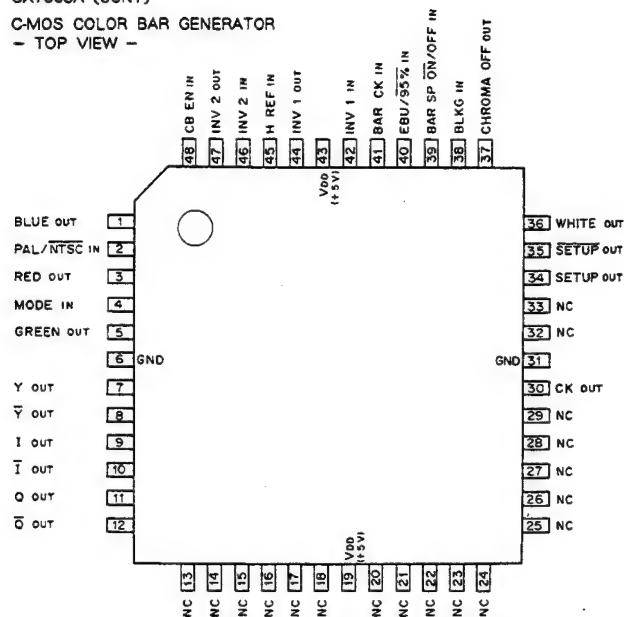 (CONT)
C-MOS COLOR BAR GENERATOR
– TOP VIEW –
48 CB EN IN
47 INV 2 OUT
46 INV 2 IN
45 H REF IN
44 INV 1 OUT
43 VDD (+5V)
42 INV 1 IN
41 BAR CK IN
40 EBU/9̅5̅%̅ IN
39 BAR SP O̅N̅/OFF IN
38 BLKG IN
37 CHROMA OFF OUT
BLUE OUT 1
PAL/N̅T̅S̅C̅ IN 2
RED OUT 3
MODE IN 4
GREEN OUT 5
6 GND
Y OUT 7
Y̅ OUT 8
I OUT 9
I̅ OUT 10
Q OUT 11
Q̅ OUT 12
36 WHITE OUT
35 S̅E̅T̅U̅P̅ OUT
34 SETUP OUT
33 NC
32 NC
GND 31
30 CK OUT
29 NC
28 NC
27 NC
26 NC
25 NC
NC 13
NC 14
NC 15
NC 16
NC 17
NC 18
VDD (+5V) 19
NC 20
NC 21
NC 22
NC 23
NC 24